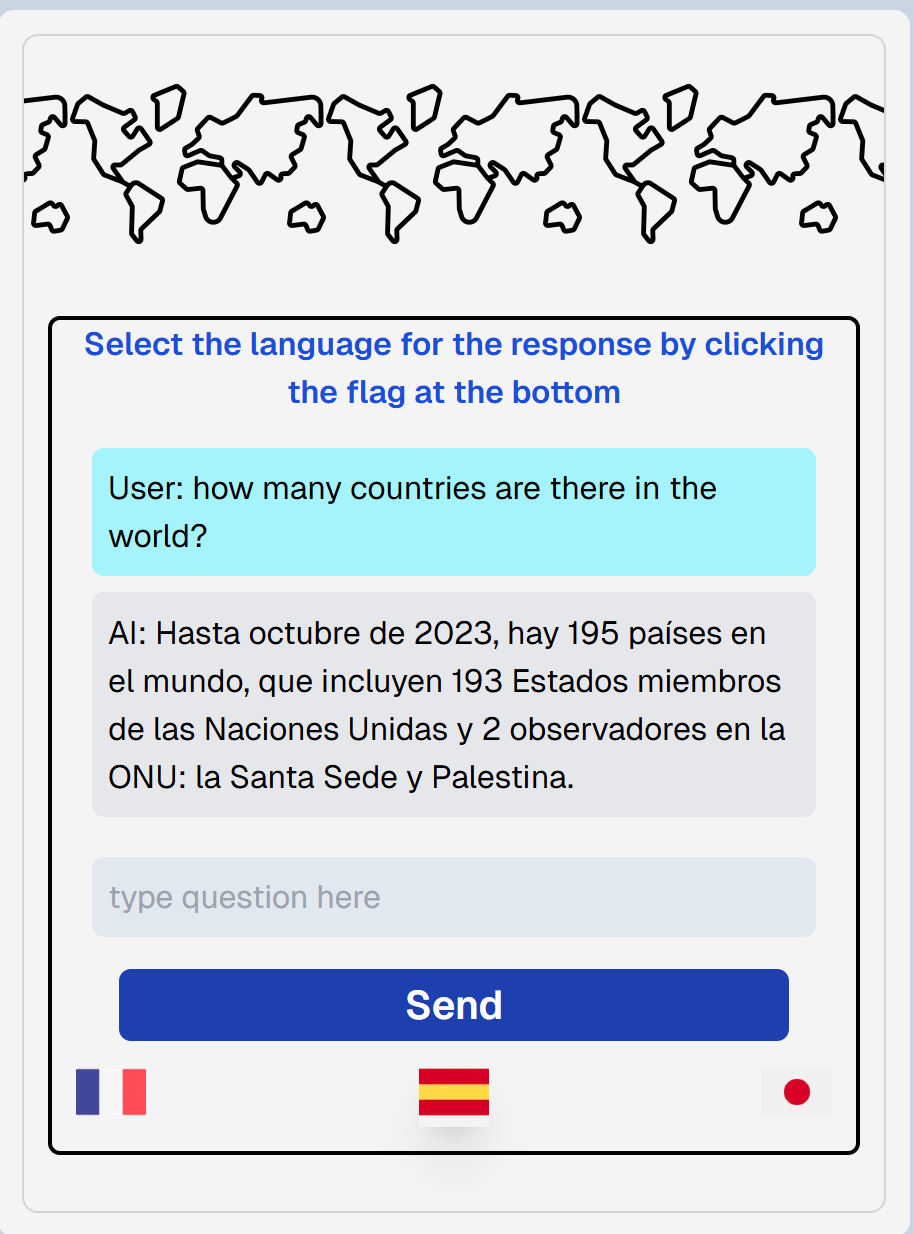 Select the language for the response by clicking
the flag at the bottom
User: how many countries are there in the
world?
AI: Hasta octubre de 2023, hay 195 países en
el mundo, que incluyen 193 Estados miembros
de las Naciones Unidas y 2 observadores en la
ONU: la Santa Sede y Palestina.
type question here
Send